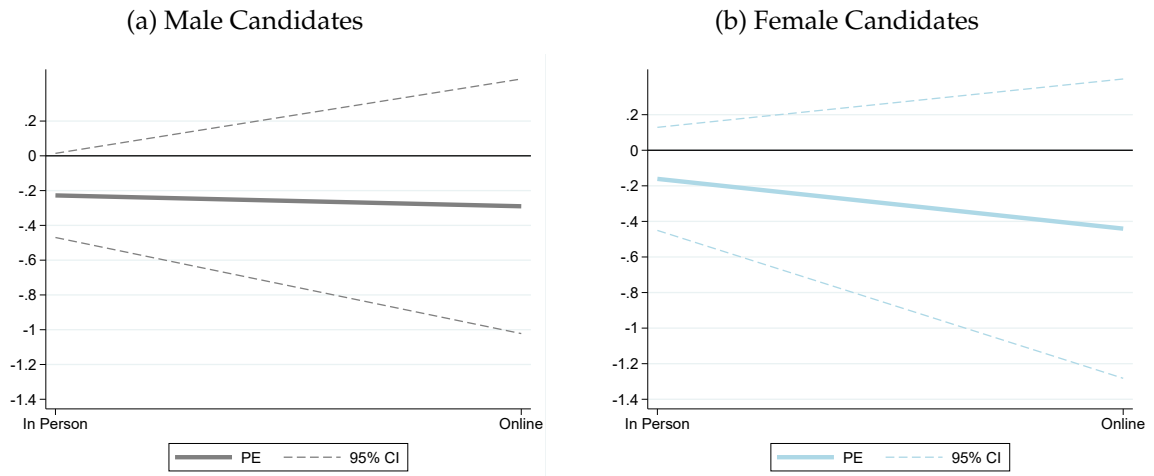 (a) Male Candidates
.2
0
-.2
-.4
-.6
-.8
-1
-1.2
-1.4
In Person
Online
PE
95% CI
(b) Female Candidates
.2
0
-.2
-.4
-.6
-.8
-1
-1.2
-1.4
In Person
Online
PE
95% CI